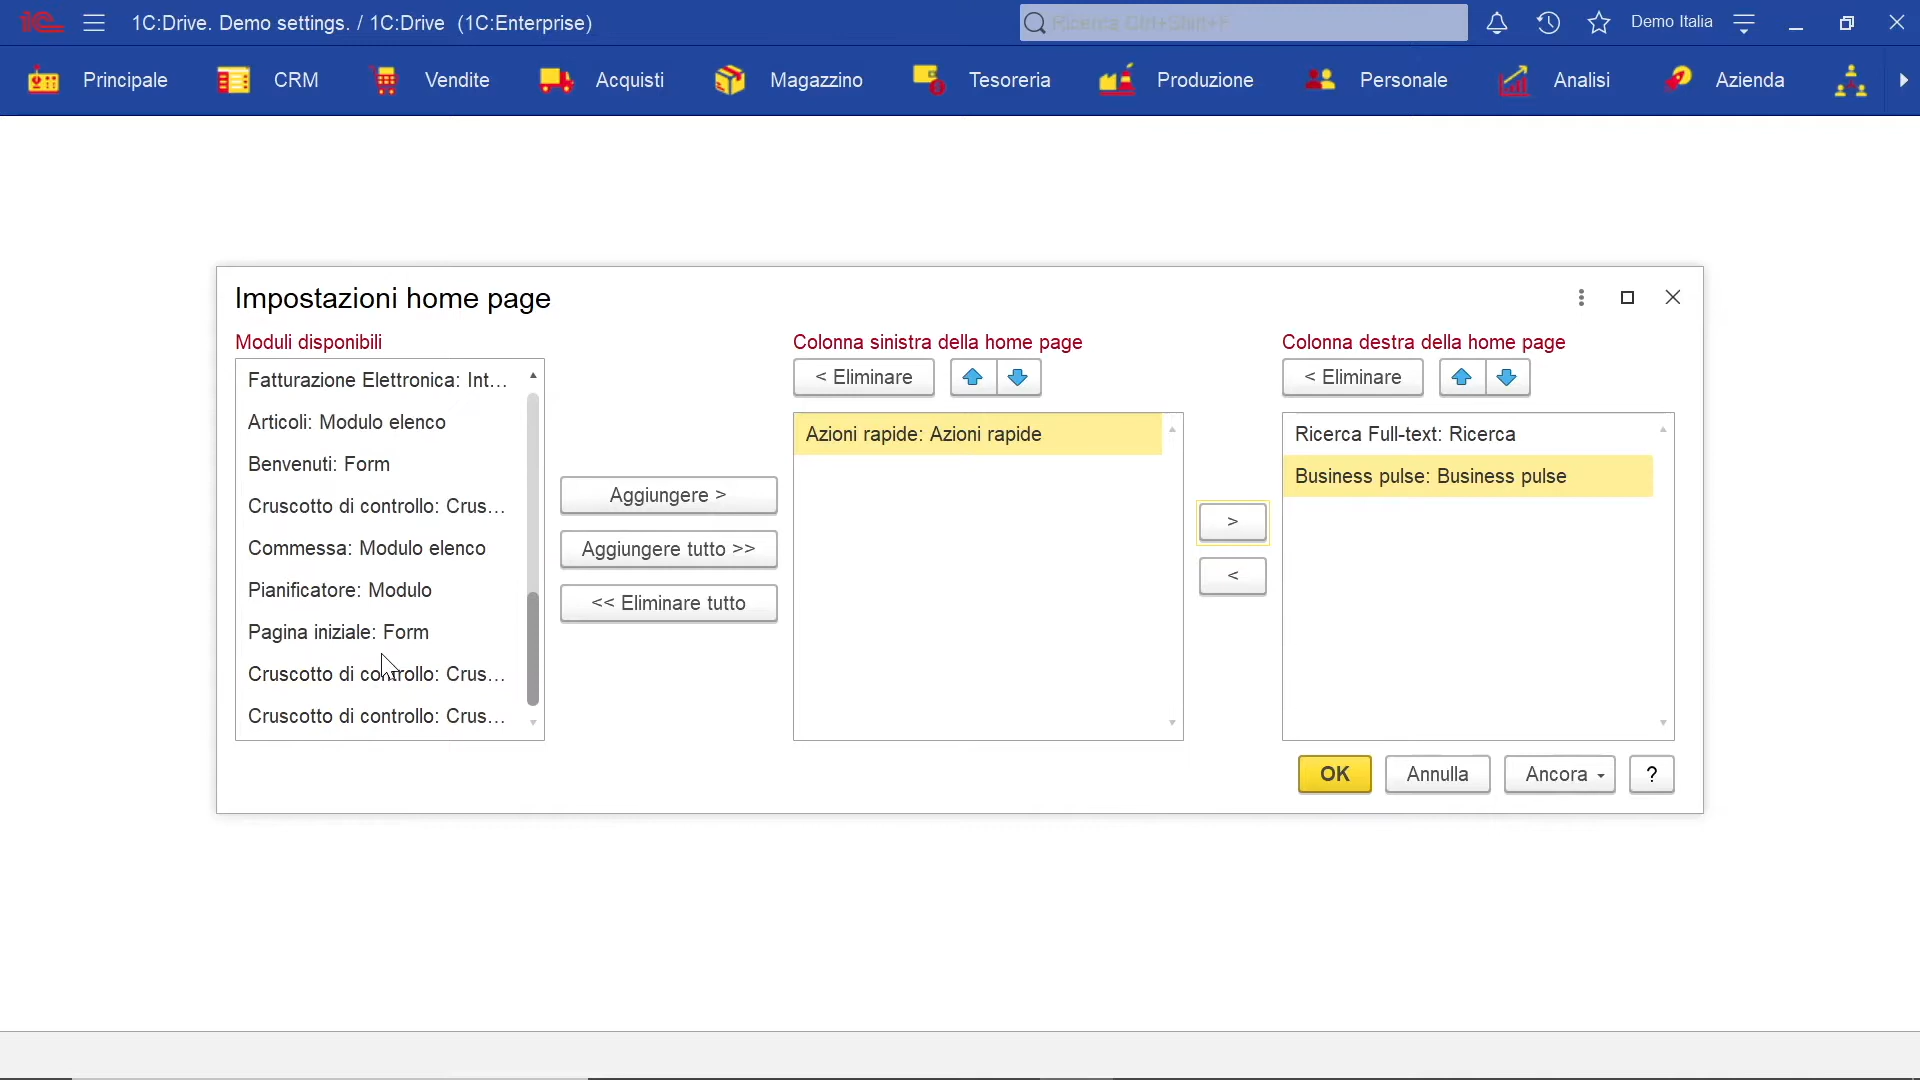 1C:Drive. Demo settings. / 1C:Drive (1C:Enterprise)
Ricerca Ctrl+Shift+F
Demo Italia
Principale
CRM
Vendite
Acquisti
Magazzino
Tesoreria
Produzione
Personale
Analisi
Azienda
Impostazioni home page
Moduli disponibili
Fatturazione Elettronica: Int...
Articoli: Modulo elenco
Benvenuti: Form
Cruscotto di controllo: Crus...
Commessa: Modulo elenco
Pianificatore: Modulo
Pagina iniziale: Form
Cruscotto di controllo: Crus...
Cruscotto di controllo: Crus...
Aggiungere >
Aggiungere tutto >>
<< Eliminare tutto
Colonna sinistra della home page
< Eliminare
Azioni rapide: Azioni rapide
>
<
Colonna destra della home page
< Eliminare
Ricerca Full-text: Ricerca
Business pulse: Business pulse
OK
Annulla
Ancora
?